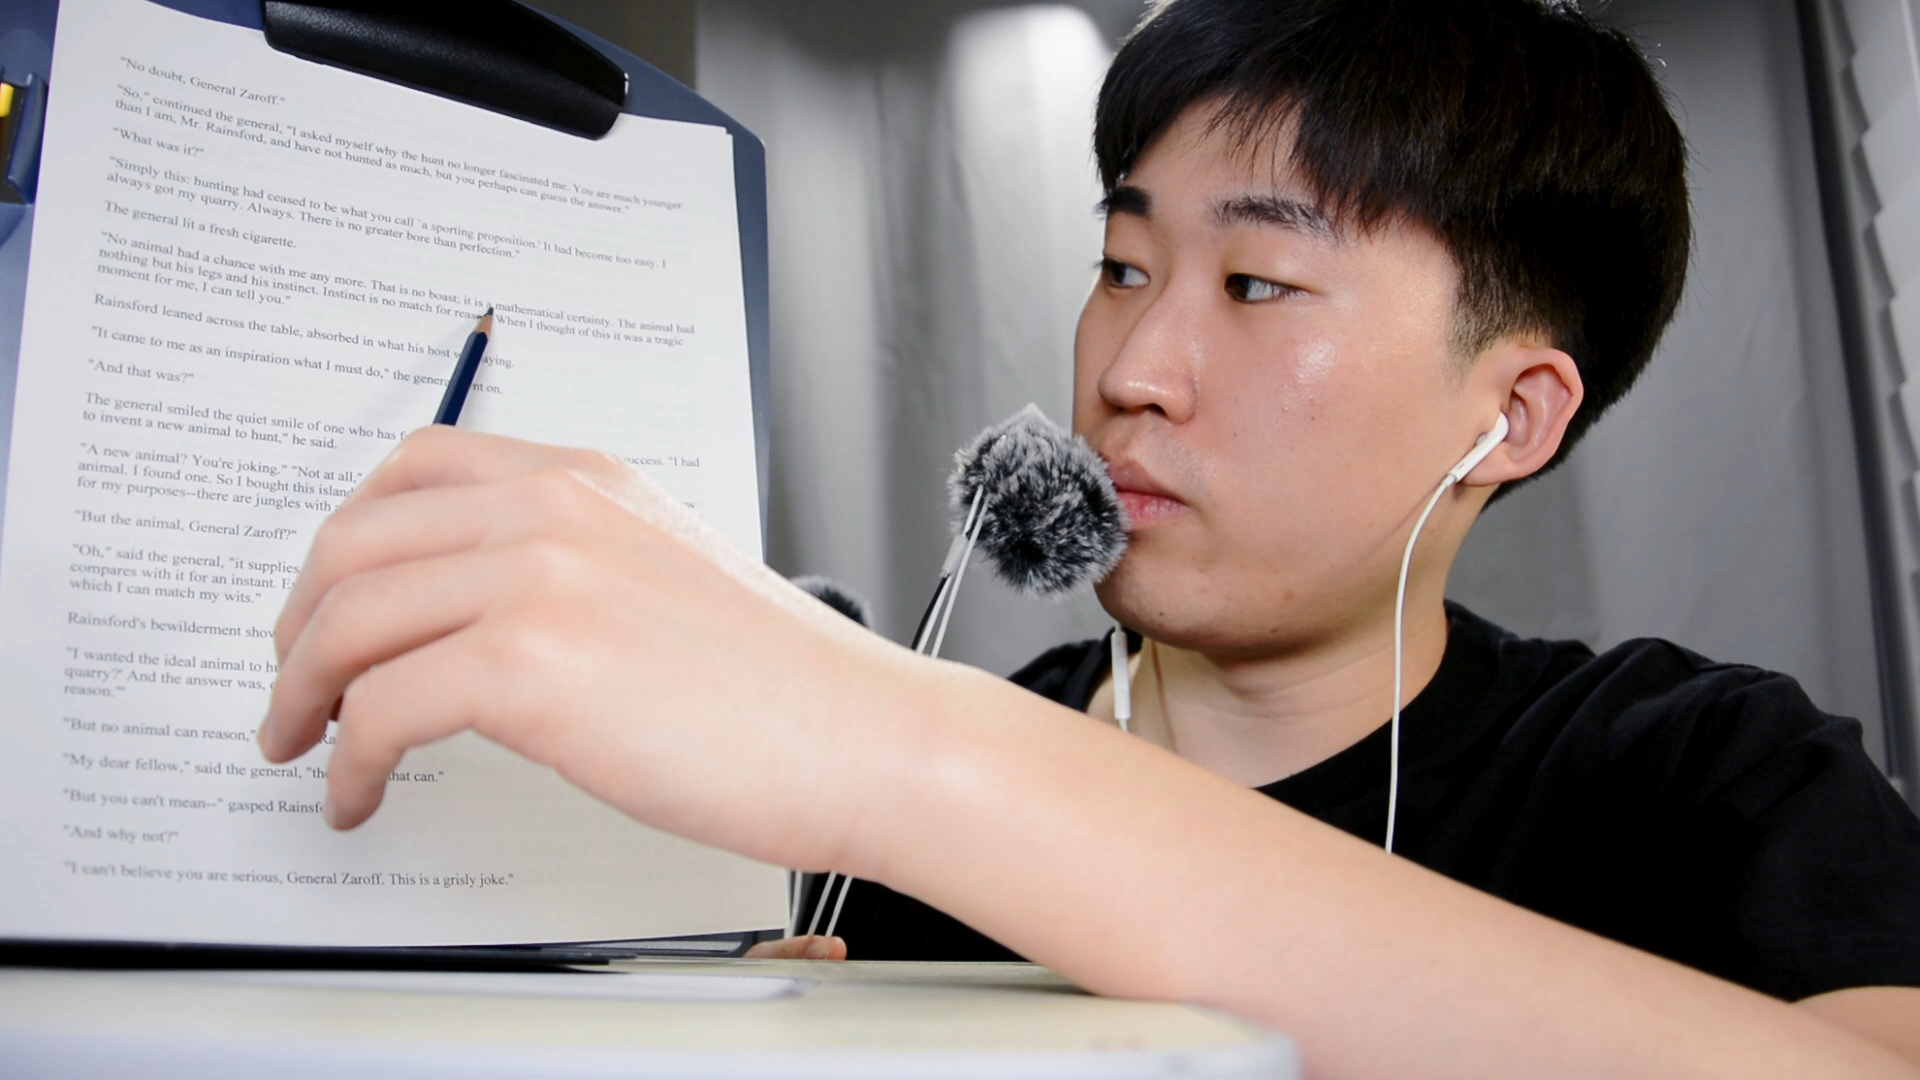 "No doubt, General Zaroff."
"So," continued the general, "I asked myself why the hunt no longer fascinated me. You are much younger
than I am, Mr. Rainsford, and have not hunted as much, but you perhaps can guess the answer."
"What was it?"
"Simply this: hunting had ceased to be what you call `a sporting proposition.' It had become too easy. I
always got my quarry. Always. There is no greater bore than perfection."
The general lit a fresh cigarette.
"No animal had a chance with me any more. That is no boast; it is a mathematical certainty. The animal had
nothing but his legs and his instinct. Instinct is no match for When I thought of this it was a tragic
moment for me, I can tell you."
Rainsford leaned across the table, absorbed in what his host
"It came to me as an inspiration what I must do," the on.
"And that was?"
The general smiled the quiet smile of one who has success. "I had
to invent a new animal to hunt," he said.
"A new animal? You're joking." "Not at all,"
animal. I found one. So I bought this
for my purposes--there are jungles with
"But the animal, General Zaroff?"
"Oh," said the general, "it supplies
compares with it for an instant.
which I can match my wits."
Rainsford's bewilderment
"I wanted the ideal animal to
quarry?' And the answer was,
reason.'"
"But no animal can reason,"
"My dear fellow," said the general, can."
"But you can't mean--" gasped
"And why not?"
"I can't believe you are serious, General Zaroff. This is a grisly joke."